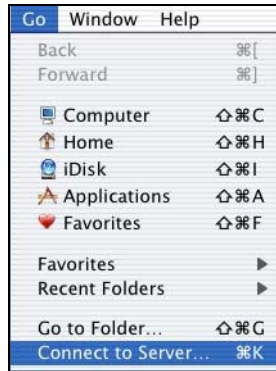 Go Window Help
Back ⌘[
Forward ⌘]
Computer ⇧⌘C
Home ⇧⌘H
iDisk ⇧⌘I
Applications ⇧⌘A
Favorites ⇧⌘F
Favorites ▶
Recent Folders ▶
Go to Folder... ⇧⌘G
Connect to Server... ⌘K